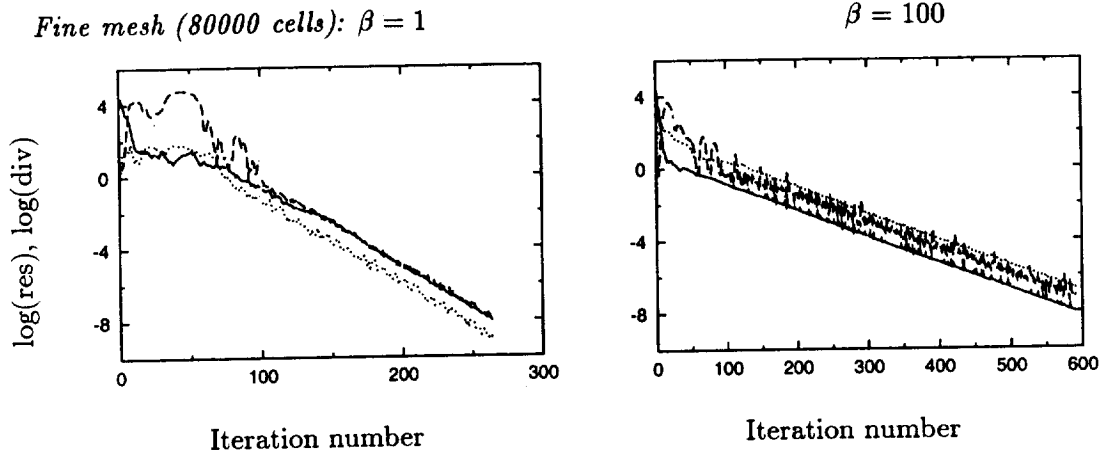 Fine mesh (80000 cells): β = 1
β = 100
log(res), log(div)
4
0
-4
-8
0 100 200 300
Iteration number
4
0
-4
-8
0 100 200 300 400 500 600
Iteration number